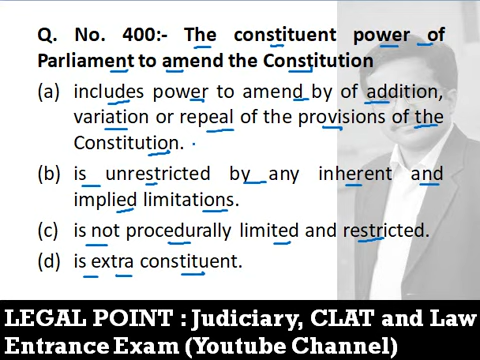 Q. No. 400:- The constituent power of
Parliament to amend the Constitution
(a) includes power to amend by of addition,
variation or repeal of the provisions of the
Constitution.
(b) is unrestricted by any inherent and
implied limitations.
(c) is not procedurally limited and restricted.
(d) is extra constituent.
LEGAL POINT : Judiciary, CLAT and Law
Entrance Exam (Youtube Channel)